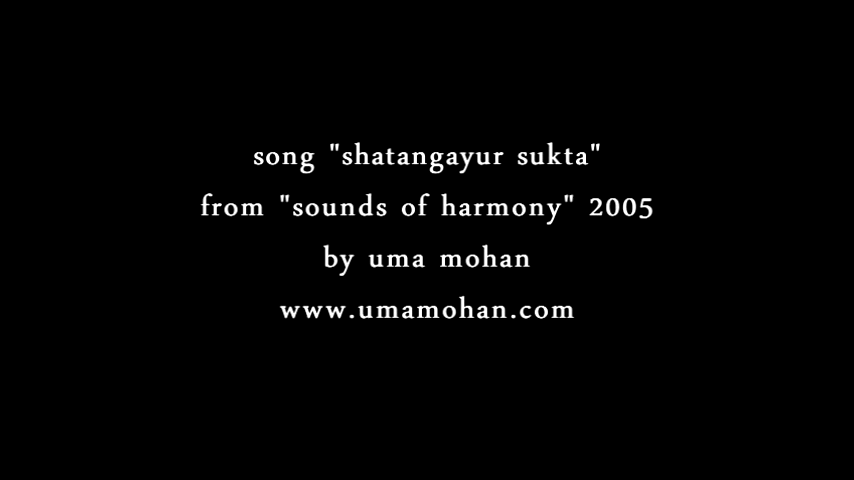 song "shatangayur sukta"
from "sounds of harmony" 2005
by uma mohan
www.umamohan.com